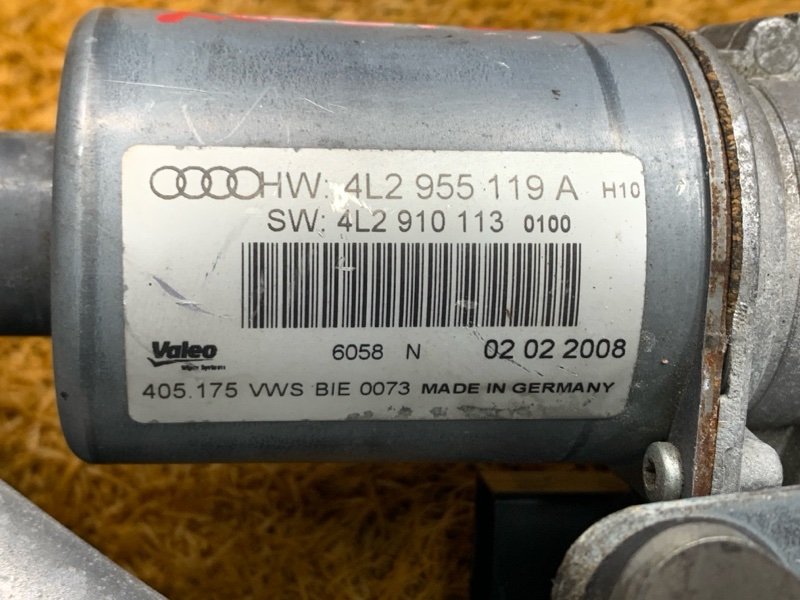 HW: 4L2 955 119 A H10
SW: 4L2 910 113 0100
Valeo
6058 N 02 02 2008
405.175 VWS BIE 0073 MADE IN GERMANY